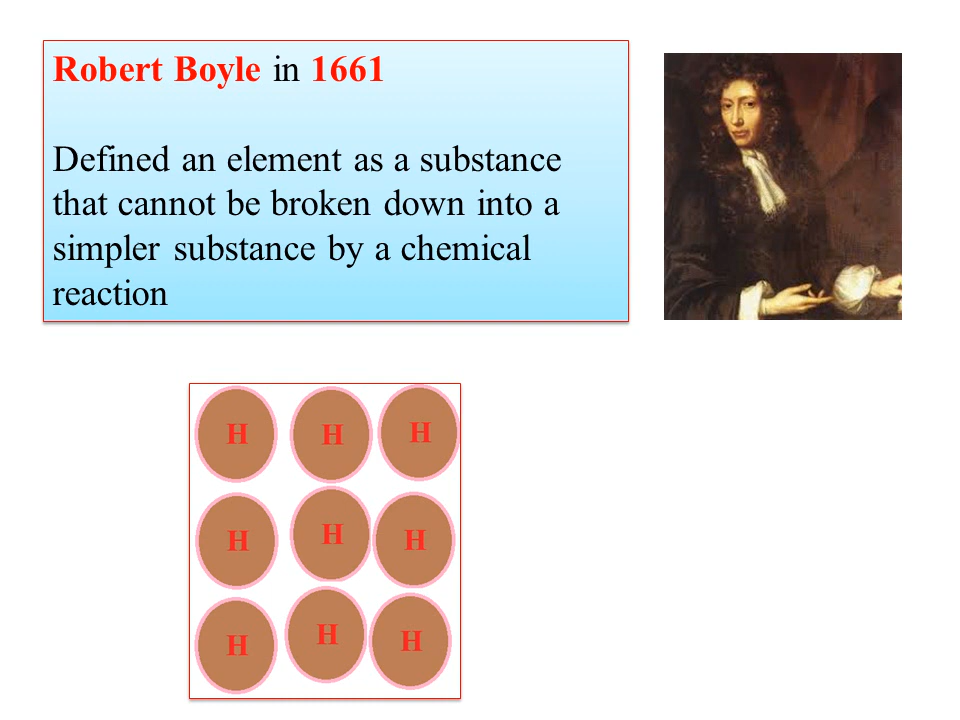 Robert Boyle in 1661
Defined an element as a substance
that cannot be broken down into a
simpler substance by a chemical
reaction
H H H
H H H
H H H